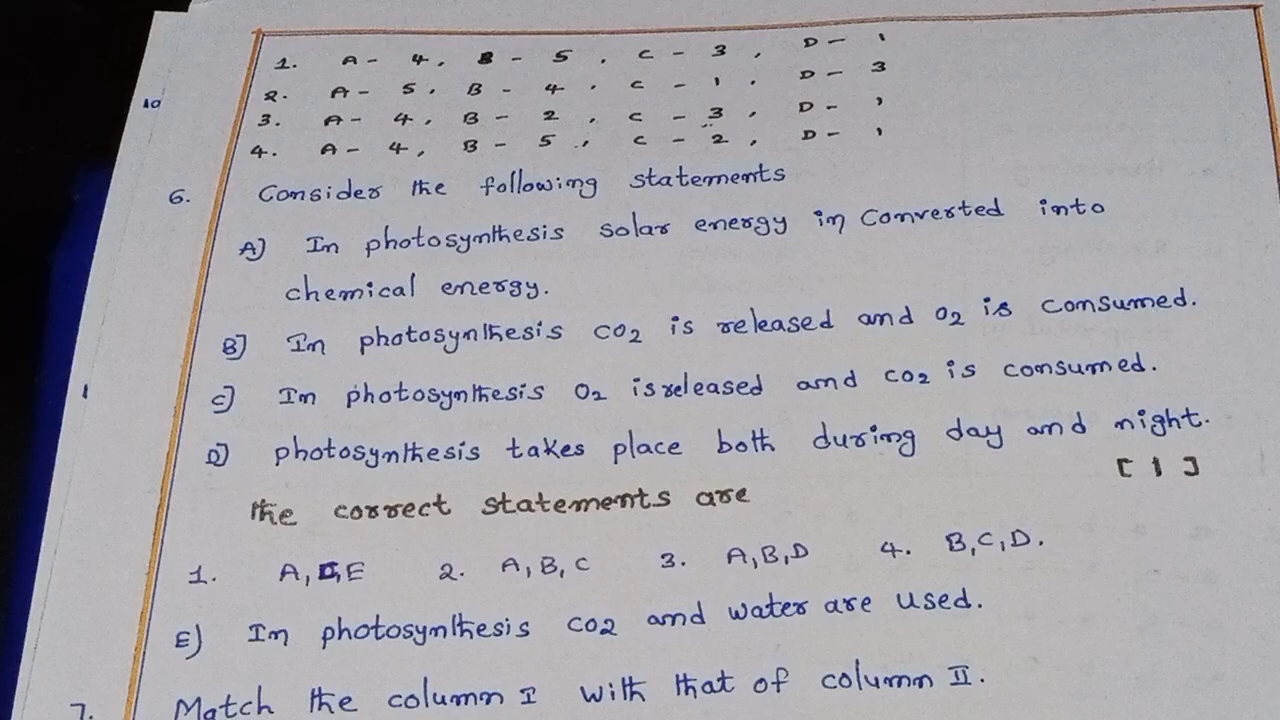 1. A - 4, B - 5, C - 3, D - 1
2. A - 5, B - 4, C - 1, D - 3
3. A - 4, B - 2, C - 3, D - 1
4. A - 4, B - 5, C - 2, D - 1
10
6. Consider the following statements
A) In photosynthesis solar energy in Converted into
chemical energy.
B) In photosynthesis CO2 is released and O2 is consumed.
C) In photosynthesis O2 is released and CO2 is consumed.
D) photosynthesis takes place both during day and night.
[ 1 ]
the correct statements are
1. A, C, E 2. A, B, C 3. A, B, D 4. B, C, D.
E) In photosynthesis CO2 and water are used.
7. Match the column I with that of column II.